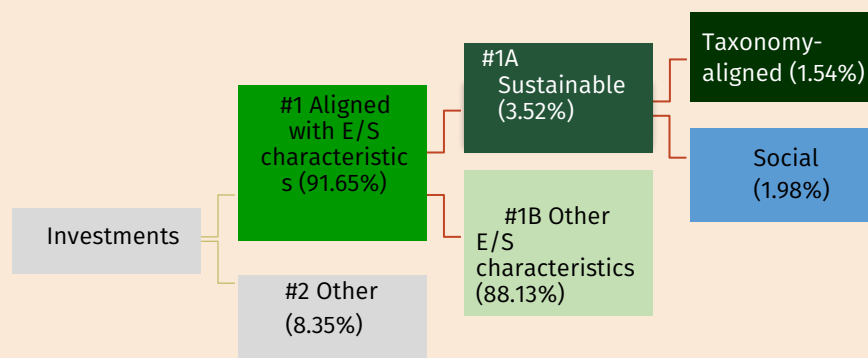 Investments
#1 Aligned
with E/S
characteristic
s (91.65%)
#2 Other
(8.35%)
#1A
Sustainable
(3.52%)
#1B Other
E/S
characteristics
(88.13%)
Taxonomy-
aligned (1.54%)
Social
(1.98%)